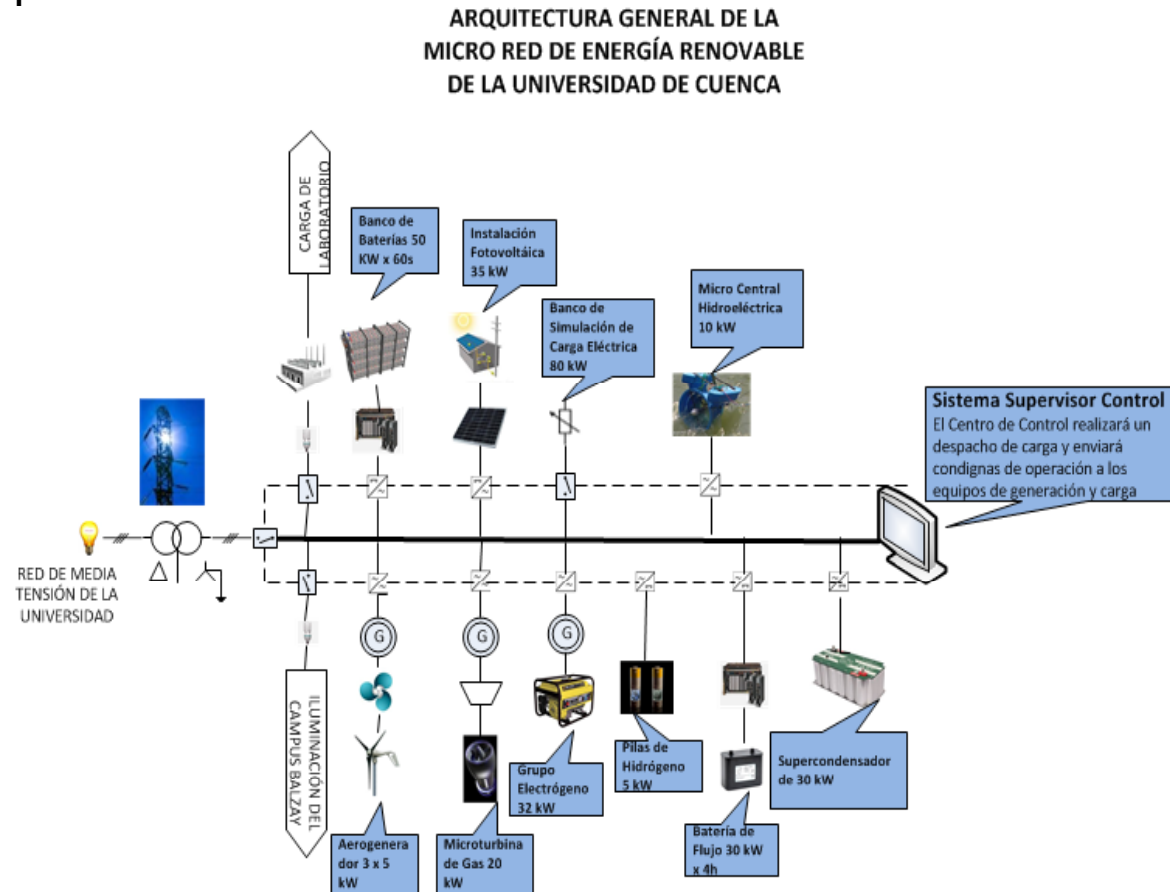 ARQUITECTURA GENERAL DE LA
MICRO RED DE ENERGÍA RENOVABLE
DE LA UNIVERSIDAD DE CUENCA
CARGA DE
LABORATORIO
Banco de
Baterías 50
KW x 60s
Instalación
Fotovoltáica
35 kW
Banco de
Simulación de
Carga Eléctrica
80 kW
Micro Central
Hidroeléctrica
10 kW
Sistema Supervisor Control
El Centro de Control realizará un
despacho de carga y enviará
condignas de operación a los
equipos de generación y carga
RED DE MEDIA
TENSIÓN DE LA
UNIVERSIDAD
G
G
G
ILUMINACIÓN DEL
CAMPUS BALZAY
Aerogenera
dor 3 x 5
kW
Microturbina
de Gas 20
kW
Grupo
Electrógeno
32 kW
Pilas de
Hidrógeno
5 kW
Batería de
Flujo 30 kW
x 4h
Supercondensador
de 30 kW